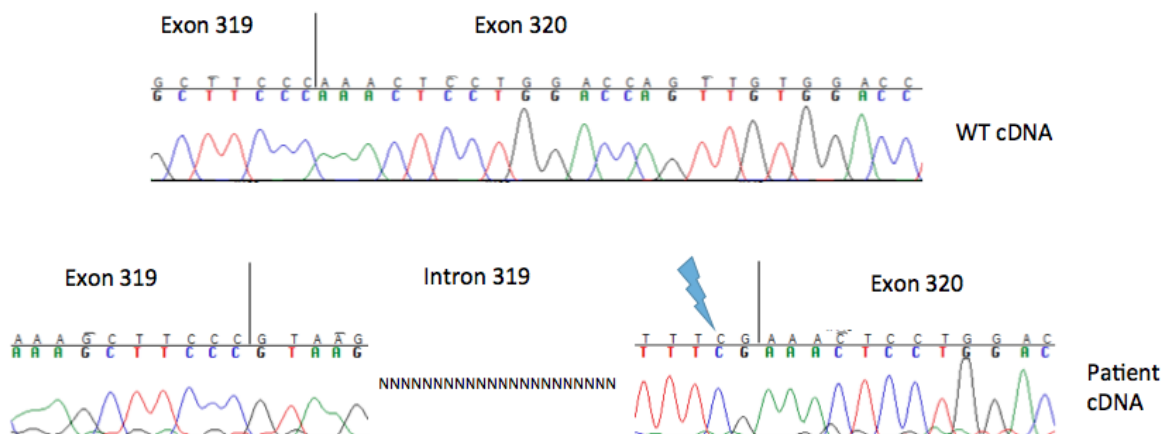 Exon 319 Exon 320
G C T T C C C A A A C T C C T G G A C C A G T T G T G G A C C
G C T T C C C A A A C T C C T G G A C C A G T T G T G G A C C
WT cDNA
Exon 319 Intron 319 Exon 320
A A A G C T T C C C G T A A G T T T C G A A A C T C C T G G A C
A A A G C T T C C C G T A A G T T T C G A A A C T C C T G G A C
NNNNNNNNNNNNNNNNNNNNNN
Patient
cDNA